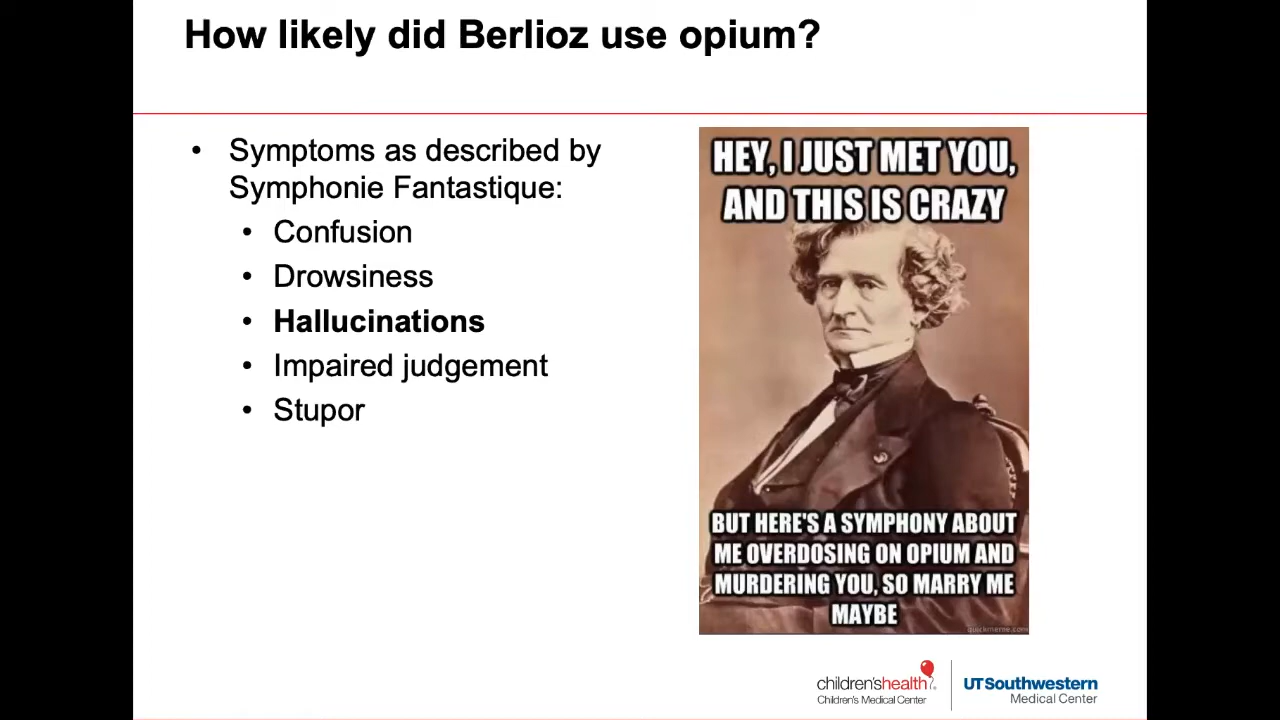 How likely did Berlioz use opium?
• Symptoms as described by
Symphonie Fantastique:
• Confusion
• Drowsiness
• Hallucinations
• Impaired judgement
• Stupor
HEY, I JUST MET YOU,
AND THIS IS CRAZY
BUT HERE'S A SYMPHONY ABOUT
ME OVERDOSING ON OPIUM AND
MURDERING YOU, SO MARRY ME
MAYBE
quickmeme.com
children'shealth
Children's Medical Center
UTSouthwestern
Medical Center